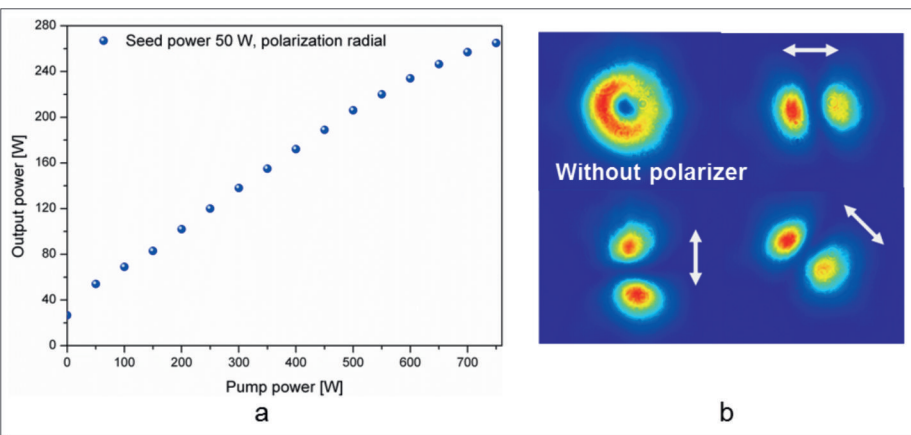 280
240
200
160
120
80
40
0
Output power [W]
Seed power 50 W, polarization radial
0 100 200 300 400 500 600 700
Pump power [W]
a
Without polarizer
b